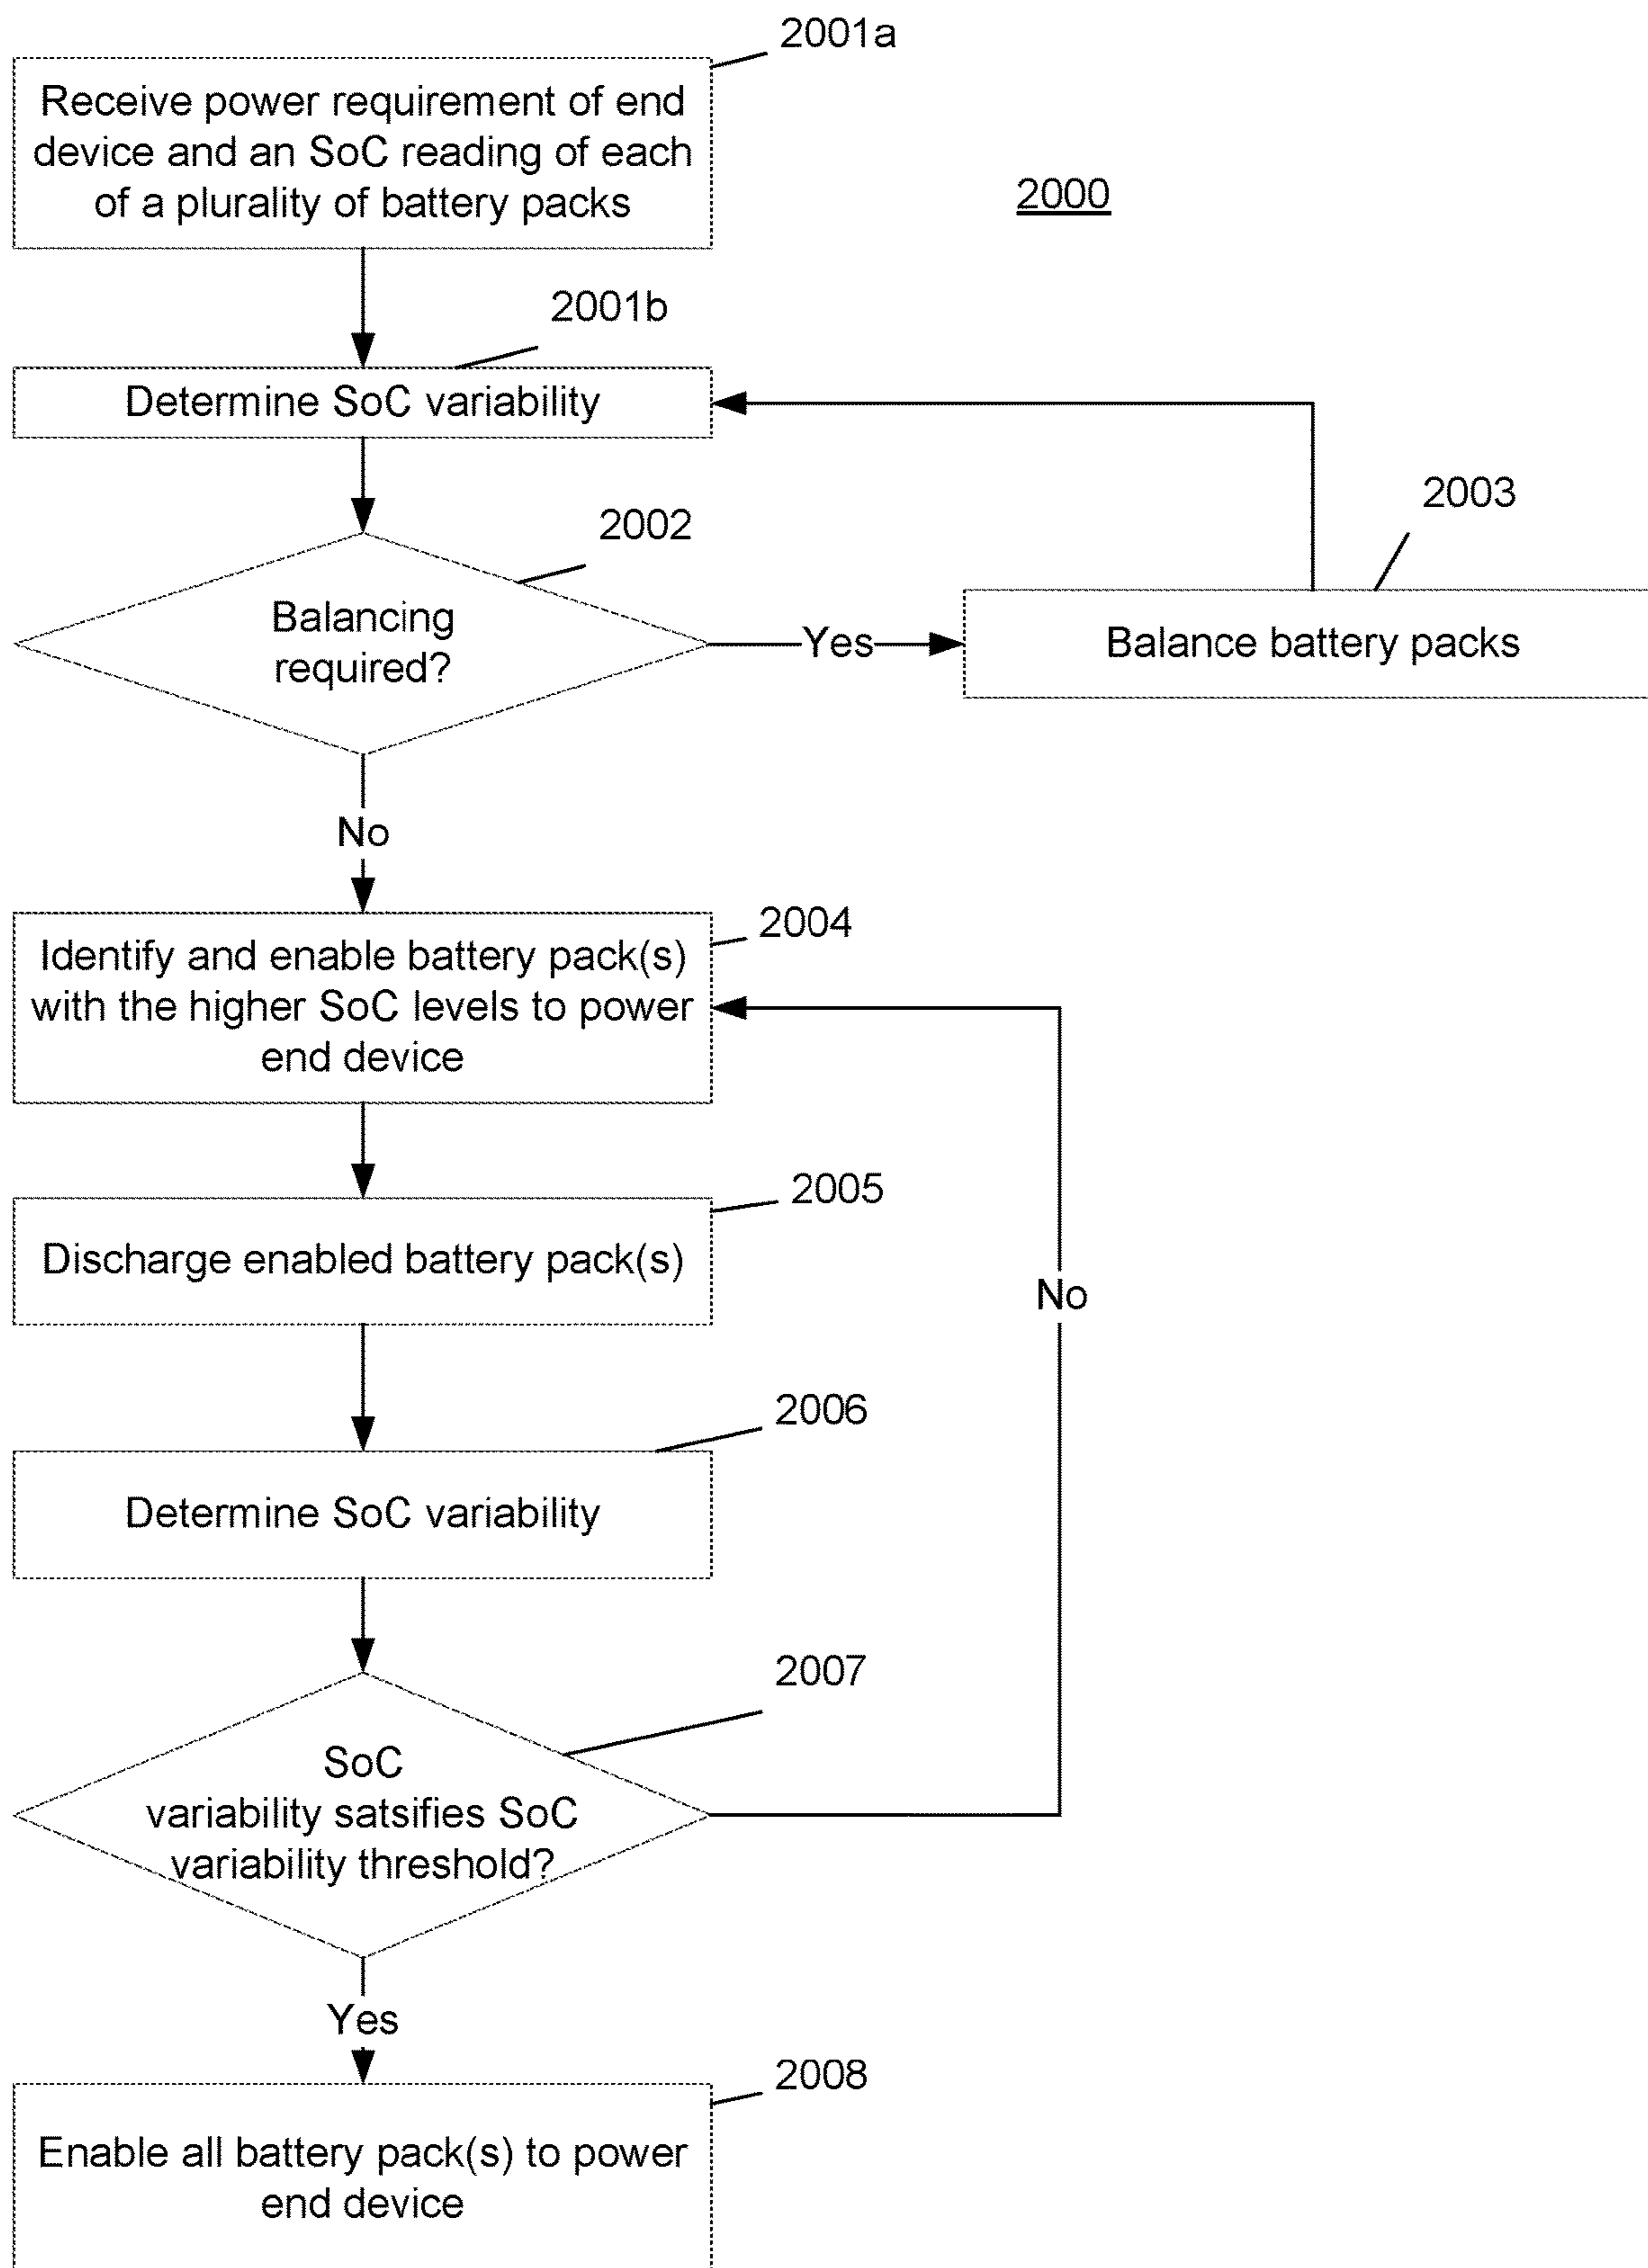 2001a
Receive power requirement of end
device and an SoC reading of each
of a plurality of battery packs
2000
2001b
Determine SoC variability
2002
2003
Balancing
required?
Yes
Balance battery packs
No
2004
Identify and enable battery pack(s)
with the higher SoC levels to power
end device
2005
Discharge enabled battery pack(s)
No
2006
Determine SoC variability
2007
SoC
variability satsifies SoC
variability threshold?
Yes
2008
Enable all battery pack(s) to power
end device